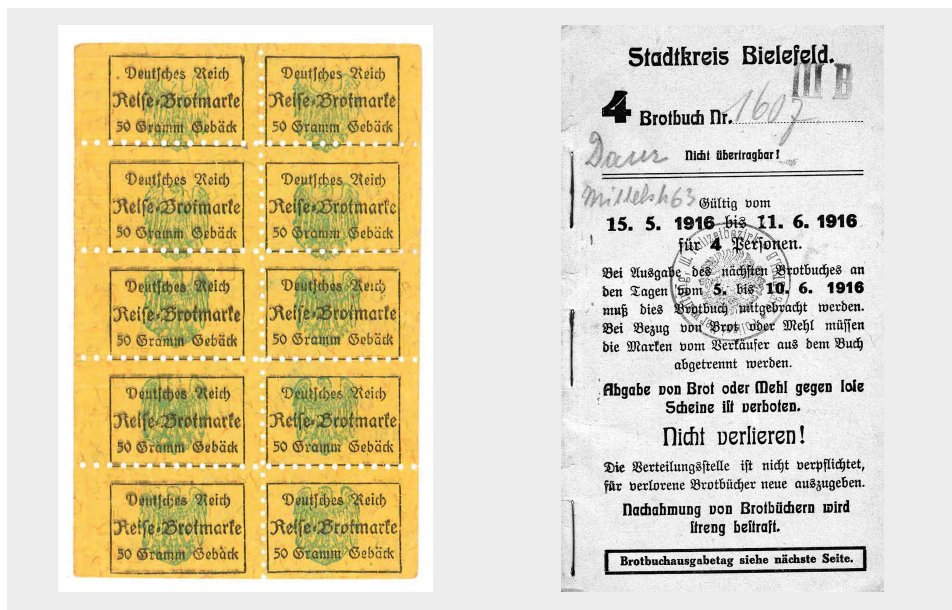 Deutsches Reich
Reise-Brotmarke
50 Gramm Gebäck
Deutsches Reich
Reise-Brotmarke
50 Gramm Gebäck
Deutsches Reich
Reise-Brotmarke
50 Gramm Gebäck
Deutsches Reich
Reise-Brotmarke
50 Gramm Gebäck
Deutsches Reich
Reise-Brotmarke
50 Gramm Gebäck
Deutsches Reich
Reise-Brotmarke
50 Gramm Gebäck
Deutsches Reich
Reise-Brotmarke
50 Gramm Gebäck
Deutsches Reich
Reise-Brotmarke
50 Gramm Gebäck
Deutsches Reich
Reise-Brotmarke
50 Gramm Gebäck
Deutsches Reich
Reise-Brotmarke
50 Gramm Gebäck
Stadtkreis Bielefeld.
III B
4 Brotbuch Nr. 1607
Nicht übertragbar!
Gültig vom
15. 5. 1916 bis 11. 6. 1916
für 4 Personen.
Bei Ausgabe des nächsten Brotbuches an
den Tagen vom 5. bis 10. 6. 1916
muß dies Brotbuch mitgebracht werden.
Bei Bezug von Brot oder Mehl müssen
die Marken vom Verkäufer aus dem Buch
abgetrennt werden.
Abgabe von Brot oder Mehl gegen lose
Scheine ist verboten.
Nicht verlieren!
Die Verteilungsstelle ist nicht verpflichtet,
für verlorene Brotbücher neue auszugeben.
Nachahmung von Brotbüchern wird
streng bestraft.
Brotbuchausgabetag siehe nächste Seite.